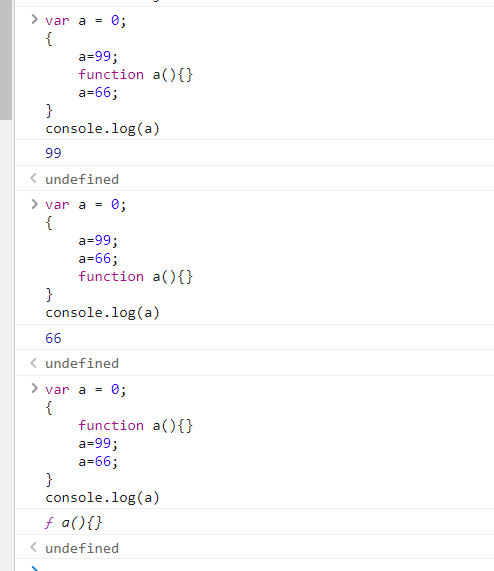 var a = 0;
{
    a=99;
    function a(){}
    a=66;
}
console.log(a)
99
undefined
var a = 0;
{
    a=99;
    a=66;
    function a(){}
}
console.log(a)
66
undefined
var a = 0;
{
    function a(){}
    a=99;
    a=66;
}
console.log(a)
ƒ a(){}
undefined